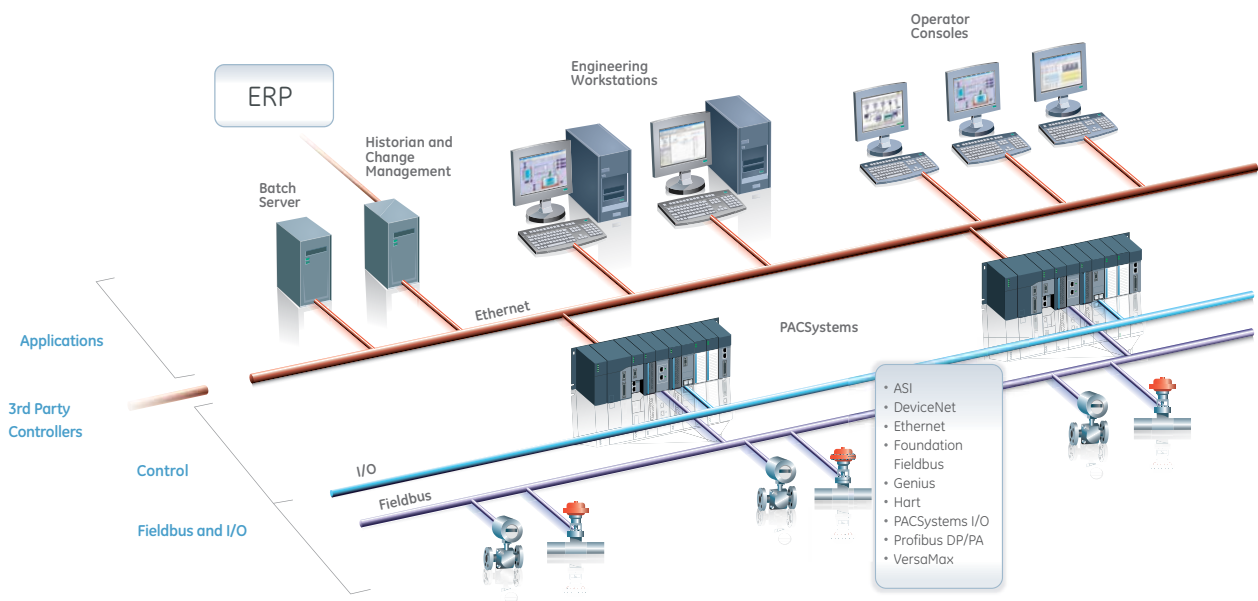 Operator
Consoles
Engineering
Workstations
ERP
Historian and
Change
Management
Batch
Server
Ethernet
PACSystems
Applications
3rd Party
Controllers
Control
I/O
Fieldbus
Fieldbus and I/O
• ASI
• DeviceNet
• Ethernet
• Foundation
Fieldbus
• Genius
• Hart
• PACSystems I/O
• Profibus DP/PA
• VersaMax